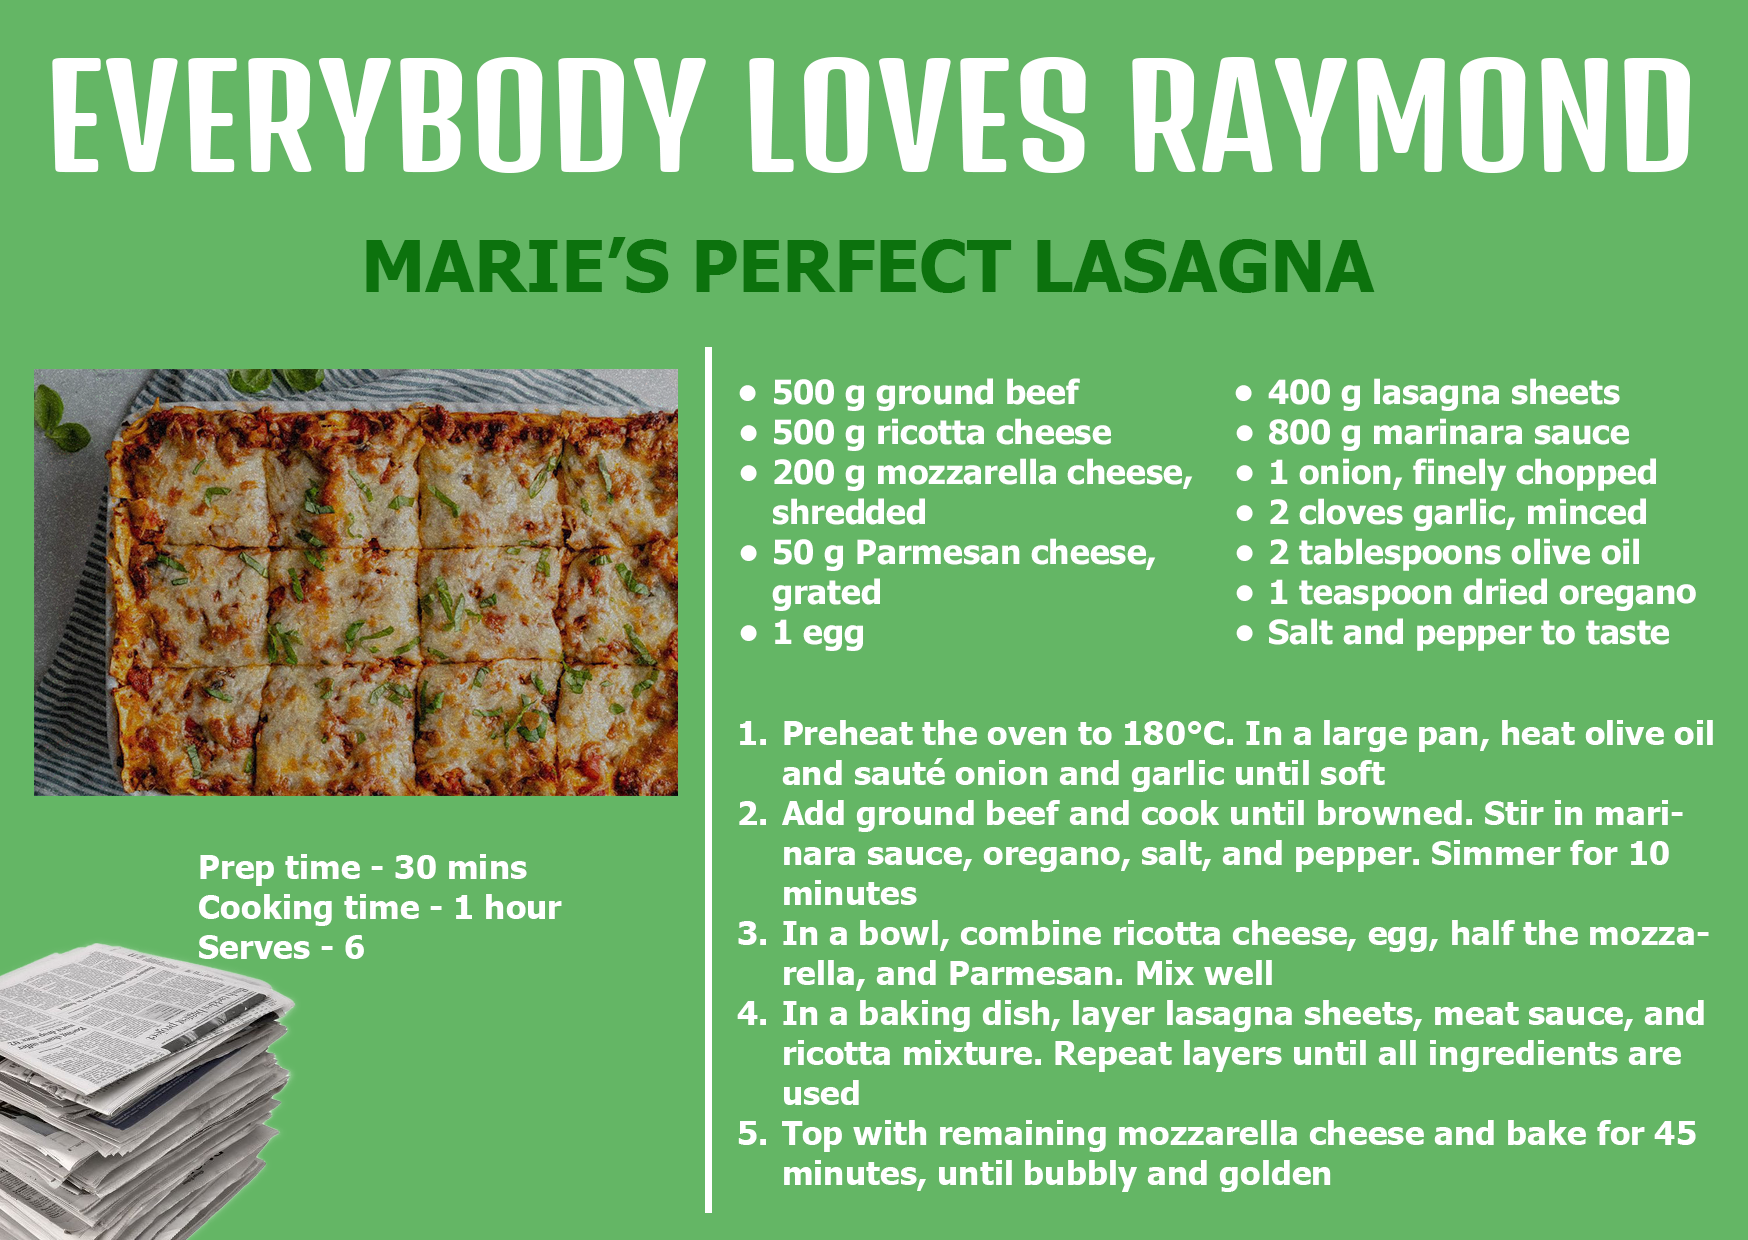 EVERYBODY LOVES RAYMOND
MARIE’S PERFECT LASAGNA
• 500 g ground beef
• 500 g ricotta cheese
• 200 g mozzarella cheese,
shredded
• 50 g Parmesan cheese,
grated
• 1 egg
• 400 g lasagna sheets
• 800 g marinara sauce
• 1 onion, finely chopped
• 2 cloves garlic, minced
• 2 tablespoons olive oil
• 1 teaspoon dried oregano
• Salt and pepper to taste
1. Preheat the oven to 180°C. In a large pan, heat olive oil
and sauté onion and garlic until soft
2. Add ground beef and cook until browned. Stir in mari-
nara sauce, oregano, salt, and pepper. Simmer for 10
minutes
3. In a bowl, combine ricotta cheese, egg, half the mozza-
rella, and Parmesan. Mix well
4. In a baking dish, layer lasagna sheets, meat sauce, and
ricotta mixture. Repeat layers until all ingredients are
used
5. Top with remaining mozzarella cheese and bake for 45
minutes, until bubbly and golden
Prep time - 30 mins
Cooking time - 1 hour
Serves - 6